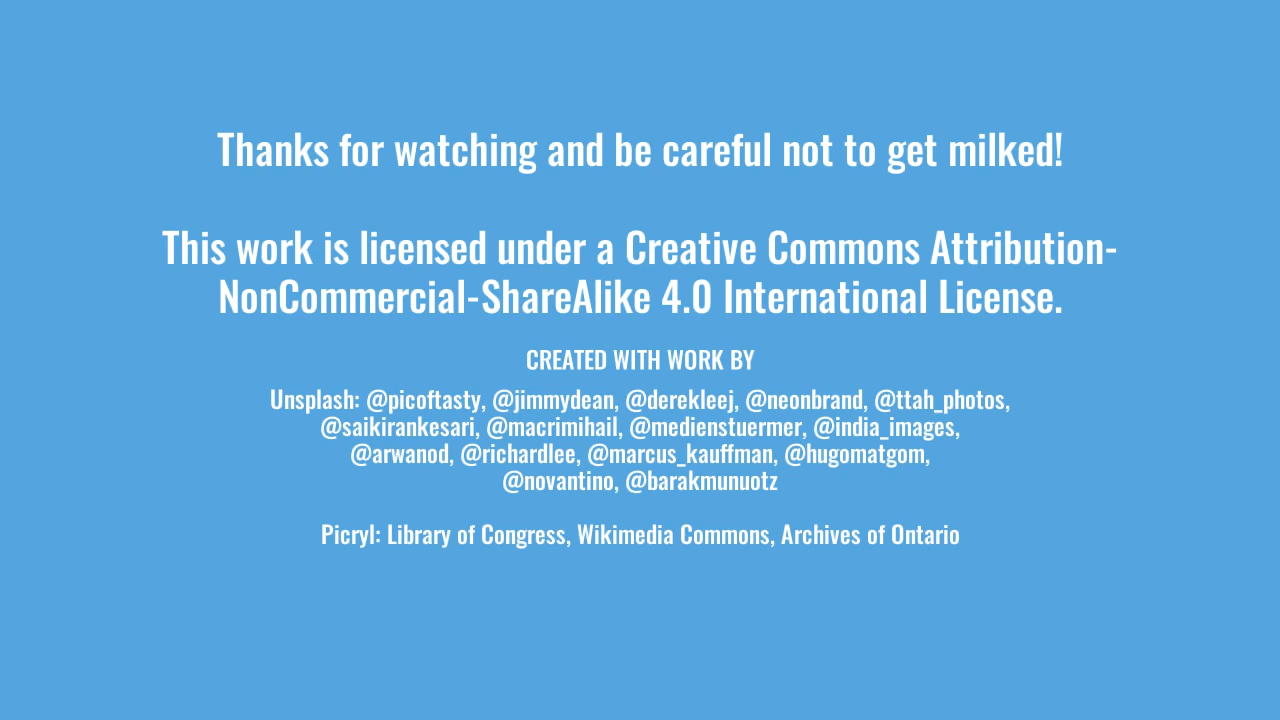 Thanks for watching and be careful not to get milked!
This work is licensed under a Creative Commons Attribution-
NonCommercial-ShareAlike 4.0 International License.
CREATED WITH WORK BY
Unsplash: @picoftasty, @jimmydean, @derekleej, @neonbrand, @ttah_photos,
@saikirankesari, @macrimihail, @medienstuermer, @india_images,
@arwanod, @richardlee, @marcus_kauffman, @hugomatgom,
@novantino, @barakmunuotz
Picryl: Library of Congress, Wikimedia Commons, Archives of Ontario